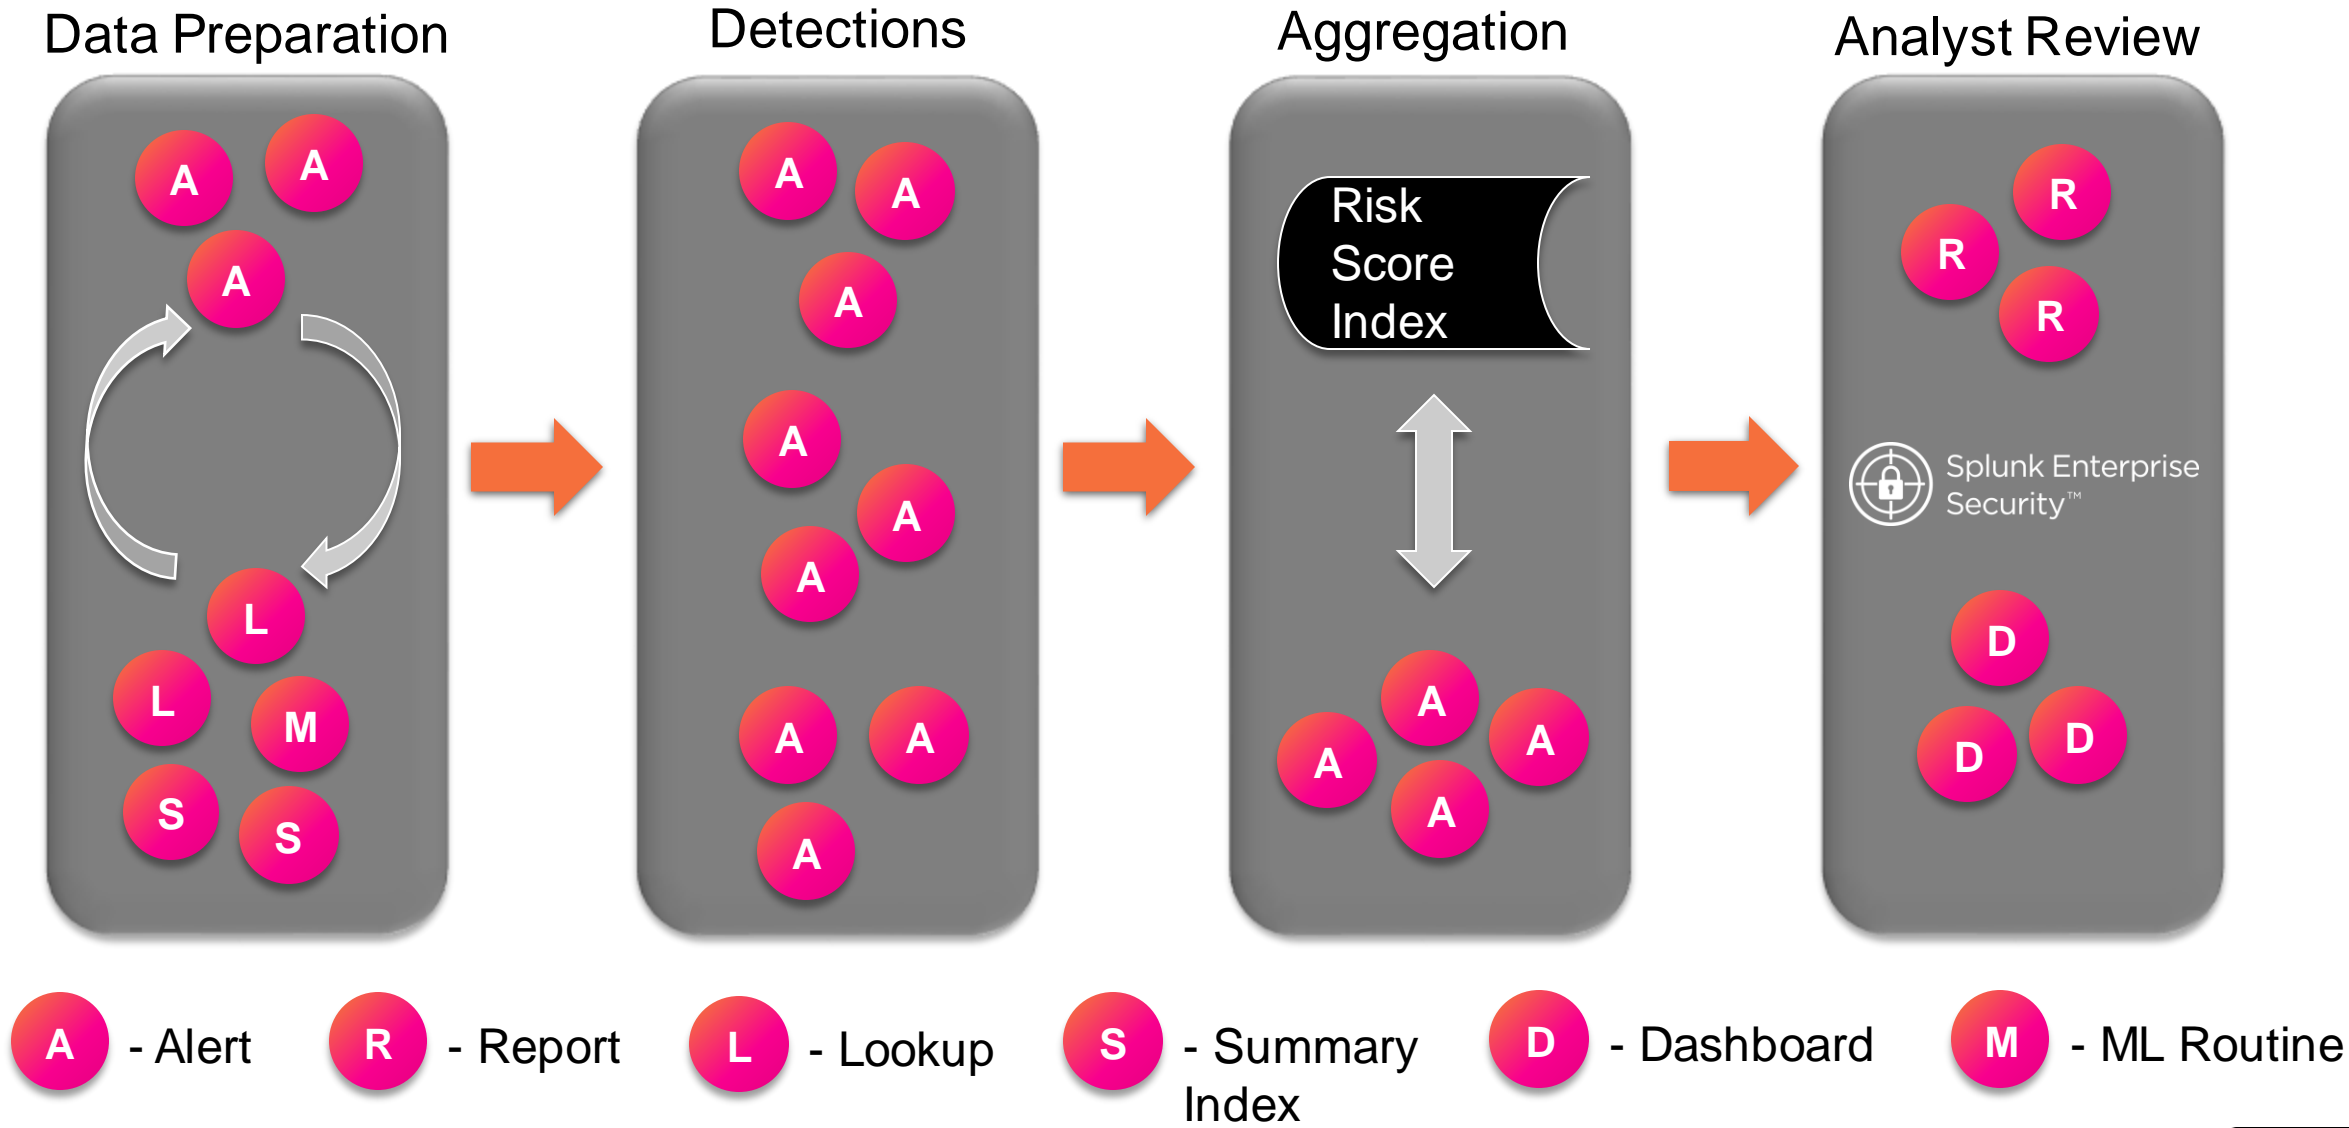 Data Preparation
Detections
Aggregation
Analyst Review
A
A
A
L
L
M
S
S
A
A
A
A
A
A
A
A
A
Risk
Score
Index
A
A
A
A
R
R
R
Splunk Enterprise
Security™
D
D
D
A - Alert
R - Report
L - Lookup
S - Summary
Index
D - Dashboard
M - ML Routine